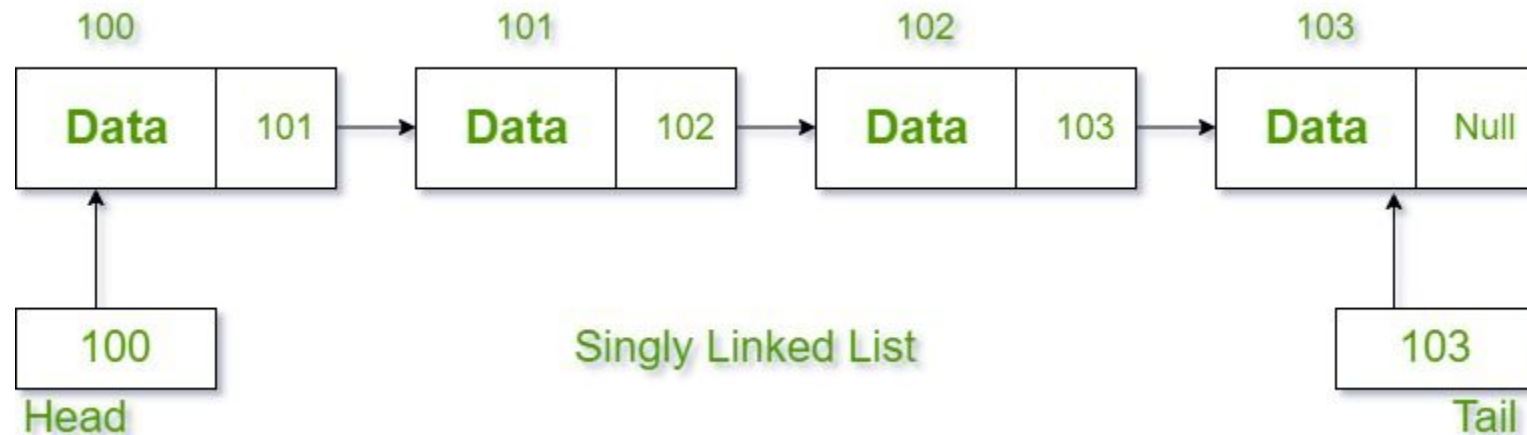 100 101 102 103
Data 101 Data 102 Data 103 Data Null
100 Singly Linked List 103
Head Tail